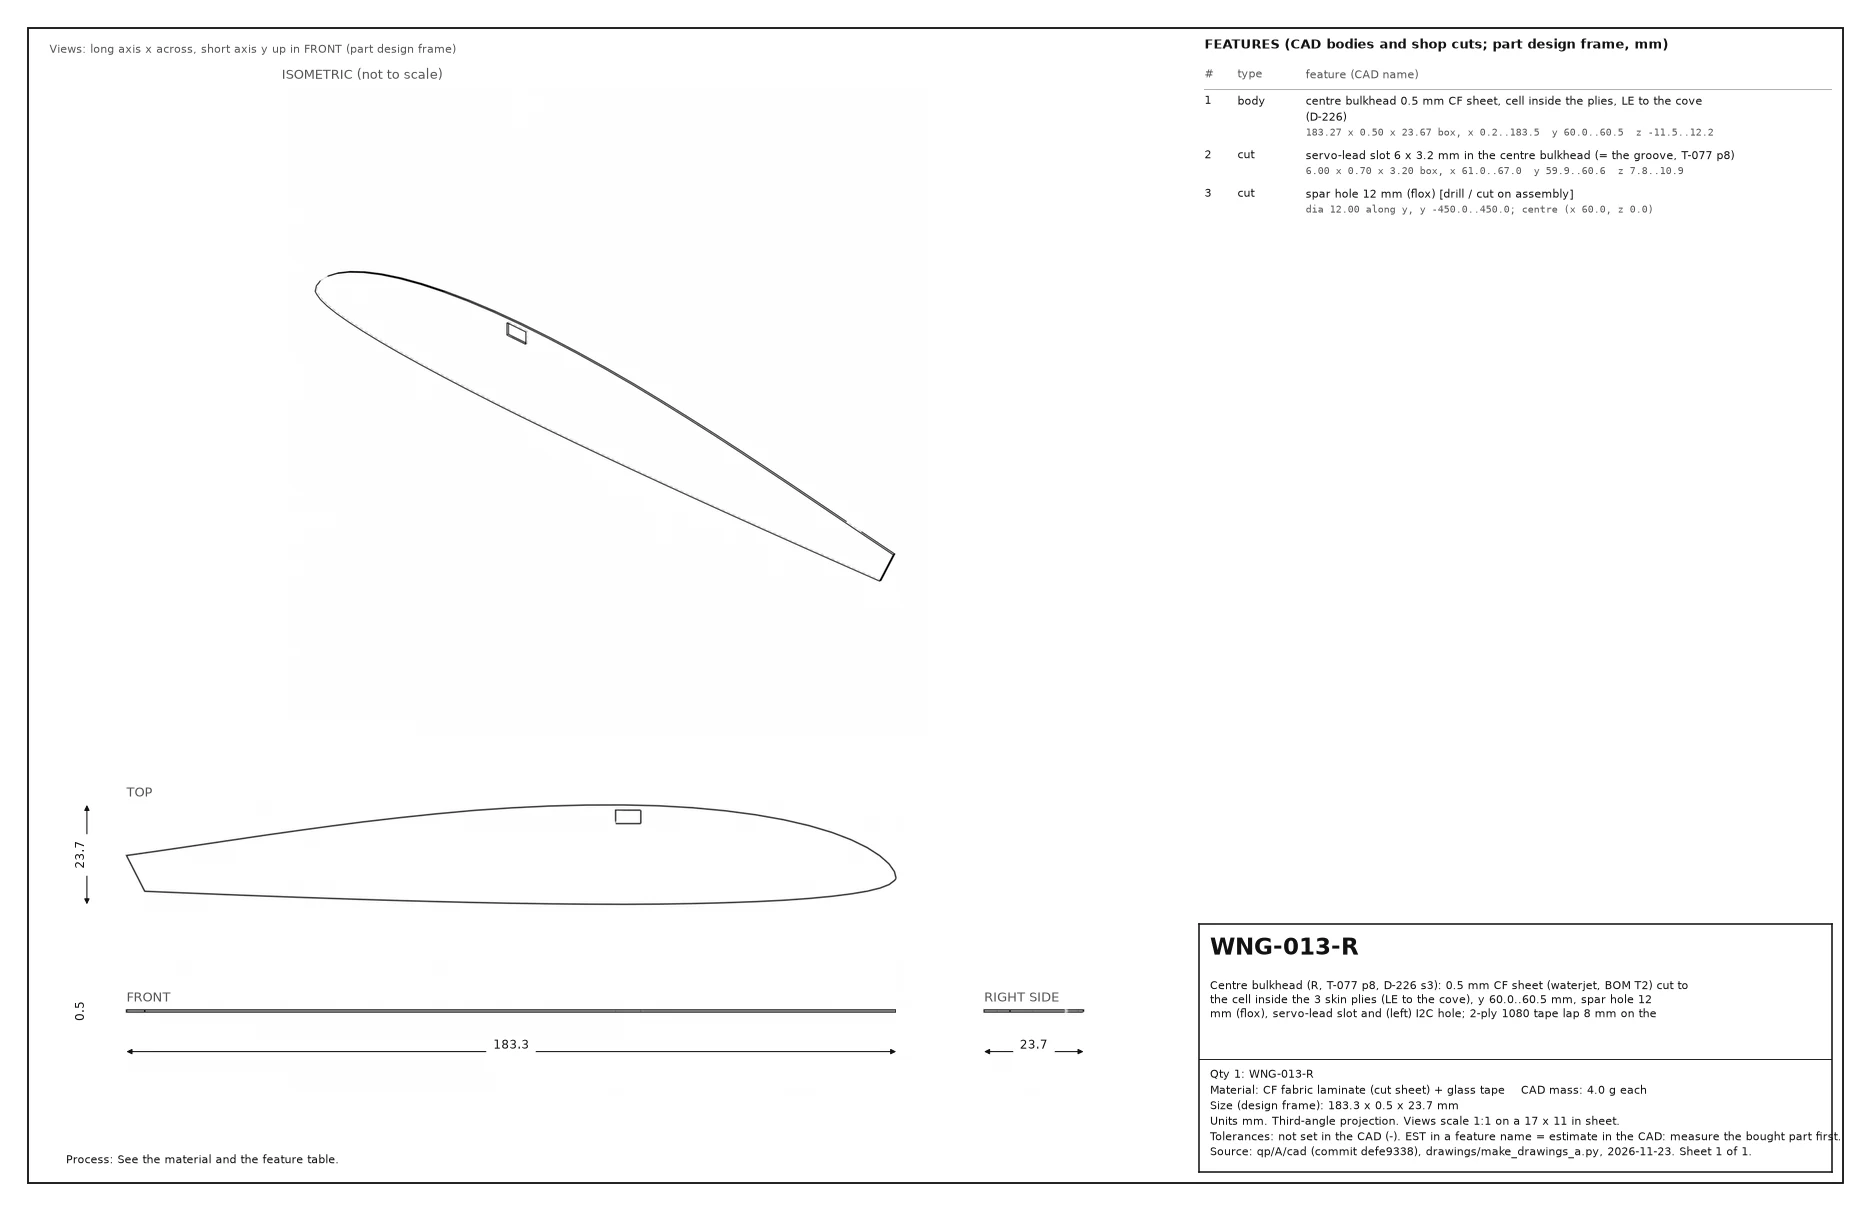 Views: long axis x across, short axis y up in FRONT (part design frame)
ISOMETRIC (not to scale)
FEATURES (CAD bodies and shop cuts; part design frame, mm)
# type feature (CAD name)
1 body centre bulkhead 0.5 mm CF sheet, cell inside the plies, LE to the cove
(D-226)
183.27 x 0.50 x 23.67 box, x 0.2..183.5 y 60.0..60.5 z -11.5..12.2
2 cut servo-lead slot 6 x 3.2 mm in the centre bulkhead (= the groove, T-077 p8)
6.00 x 0.70 x 3.20 box, x 61.0..67.0 y 59.9..60.6 z 7.8..10.9
3 cut spar hole 12 mm (flox) [drill / cut on assembly]
dia 12.00 along y, y -450.0..450.0; centre (x 60.0, z 0.0)
TOP
23.7
FRONT
0.5
183.3
RIGHT SIDE
23.7
Process: See the material and the feature table.
WNG-013-R
Centre bulkhead (R, T-077 p8, D-226 s3): 0.5 mm CF sheet (waterjet, BOM T2) cut to
the cell inside the 3 skin plies (LE to the cove), y 60.0..60.5 mm, spar hole 12
mm (flox), servo-lead slot and (left) I2C hole; 2-ply 1080 tape lap 8 mm on the
Qty 1: WNG-013-R
Material: CF fabric laminate (cut sheet) + glass tape CAD mass: 4.0 g each
Size (design frame): 183.3 x 0.5 x 23.7 mm
Units mm. Third-angle projection. Views scale 1:1 on a 17 x 11 in sheet.
Tolerances: not set in the CAD (-). EST in a feature name = estimate in the CAD: measure the bought part first.
Source: qp/A/cad (commit defe9338), drawings/make_drawings_a.py, 2026-11-23. Sheet 1 of 1.